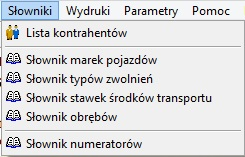 Słowniki Wydruki Parametry Pomoc
Lista kontrahentów
Słownik marek pojazdów
Słownik typów zwolnień
Słownik stawek środków transportu
Słownik obrębów
Słownik numeratorów